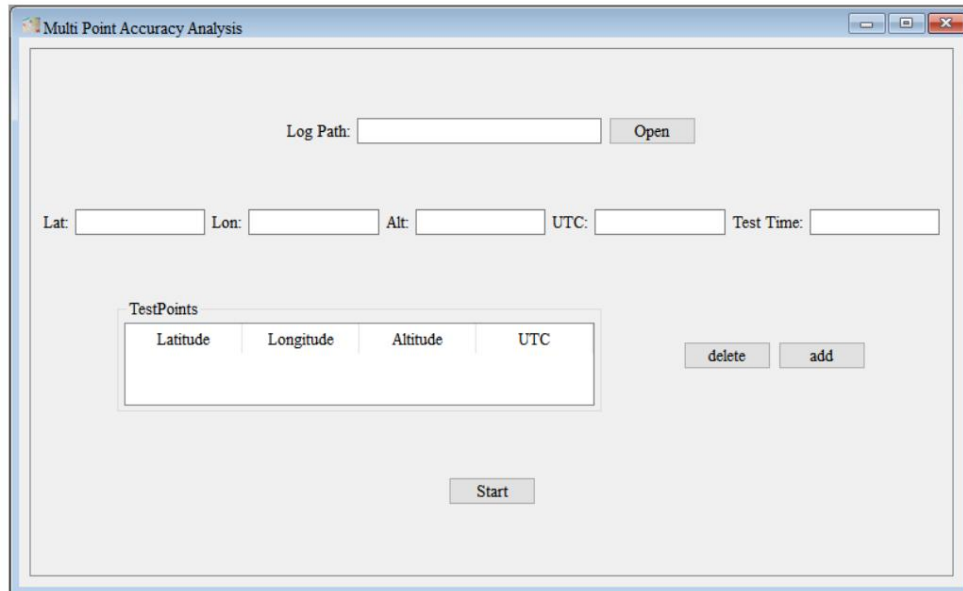 Multi Point Accuracy Analysis
Log Path: Open
Lat: Lon: Alt: UTC: Test Time:
TestPoints
Latitude Longitude Altitude UTC
delete add
Start